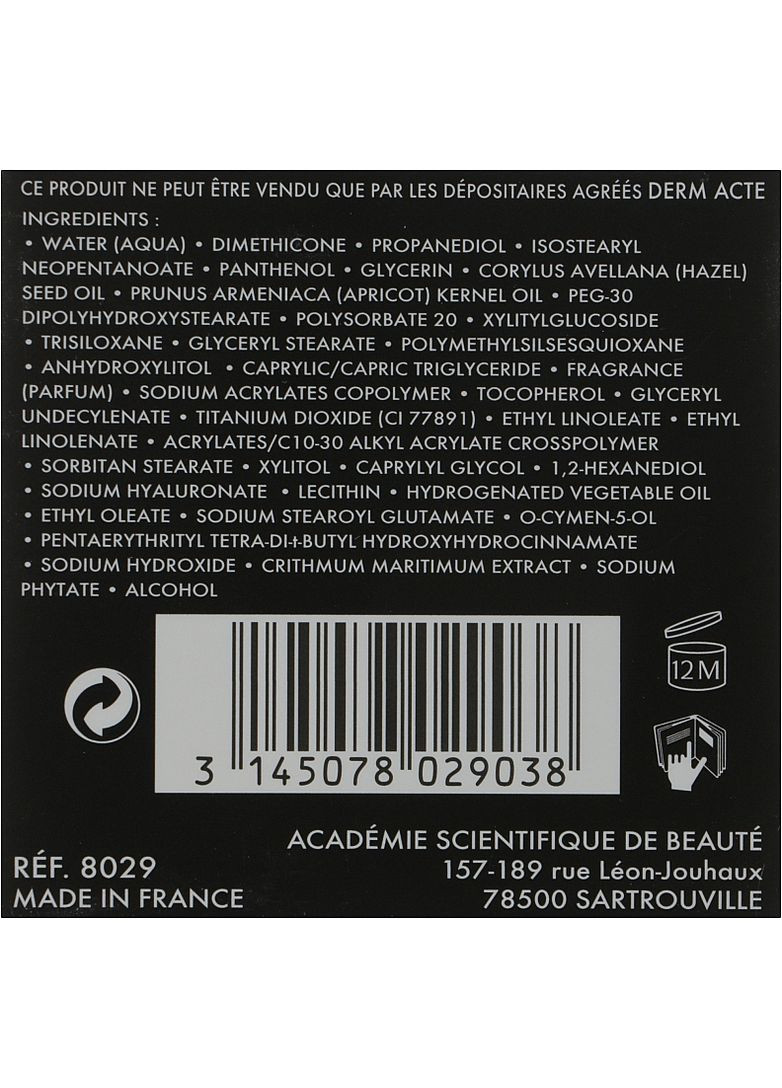 CE PRODUIT NE PEUT ÊTRE VENDU QUE PAR LES DÉPOSITAIRES AGRÉÉS DERM ACTE
INGREDIENTS :
• WATER (AQUA) • DIMETHICONE • PROPANEDIOL • ISOSTEARYL
NEOPENTANOATE • PANTHENOL • GLYCERIN • CORYLUS AVELLANA (HAZEL)
SEED OIL • PRUNUS ARMENIACA (APRICOT) KERNEL OIL • PEG-30
DIPOLYHYDROXYSTEARATE • POLYSORBATE 20 • XYLITYLGLUCOSIDE
• TRISILOXANE • GLYCERYL STEARATE • POLYMETHYLSILSESQUIOXANE
• ANHYDROXYLITOL • CAPRYLIC/CAPRIC TRIGLYCERIDE • FRAGRANCE
(PARFUM) • SODIUM ACRYLATES COPOLYMER • TOCOPHEROL • GLYCERYL
UNDECYLENATE • TITANIUM DIOXIDE (CI 77891) • ETHYL LINOLEATE • ETHYL
LINOLENATE • ACRYLATES/C10-30 ALKYL ACRYLATE CROSSPOLYMER
• SORBITAN STEARATE • XYLITOL • CAPRYLYL GLYCOL • 1,2-HEXANEDIOL
• SODIUM HYALURONATE • LECITHIN • HYDROGENATED VEGETABLE OIL
• ETHYL OLEATE • SODIUM STEAROYL GLUTAMATE • O-CYMEN-5-OL
• PENTAERYTHRITYL TETRA-DI-t-BUTYL HYDROXYHYDROCINNAMATE
• SODIUM HYDROXIDE • CRITHMUM MARITIMUM EXTRACT • SODIUM
PHYTATE • ALCOHOL
12 M
3 145078 029038
ACADÉMIE SCIENTIFIQUE DE BEAUTÉ
157-189 rue Léon-Jouhaux
78500 SARTROUVILLE
RÉF. 8029
MADE IN FRANCE